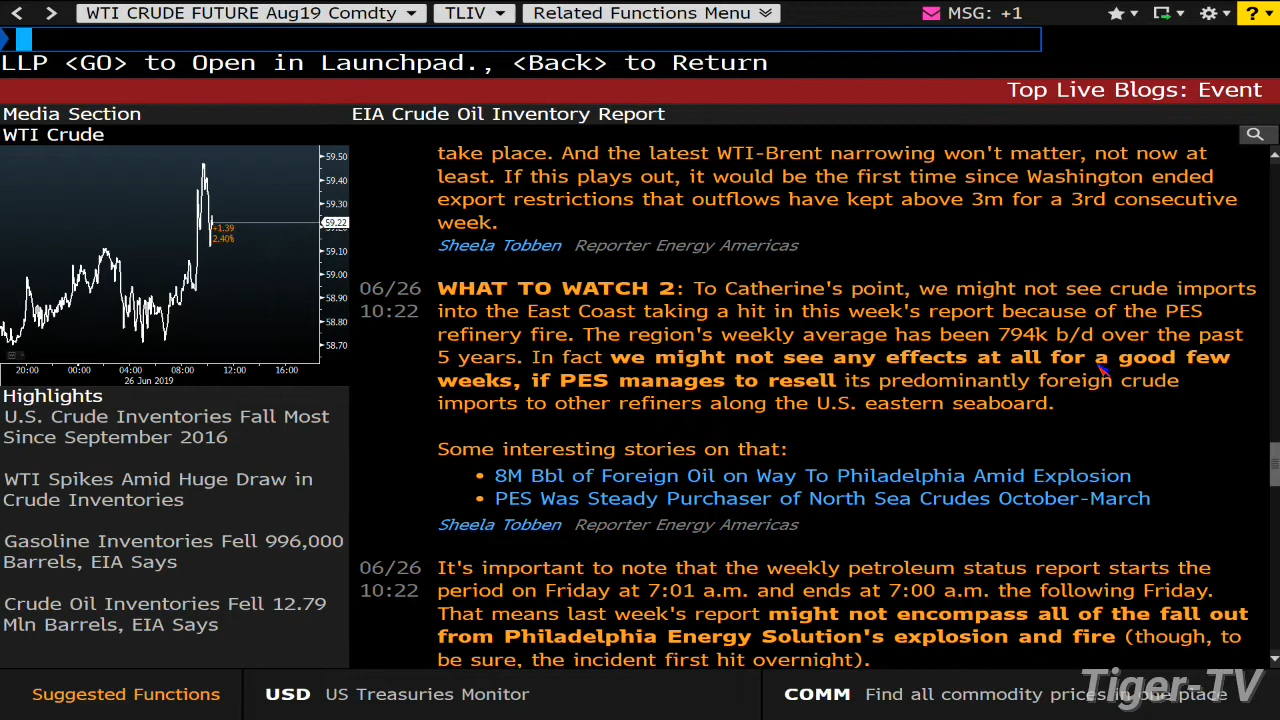 WTI CRUDE FUTURE Aug19 Comdty TLIV Related Functions Menu MSG: +1 ?
LLP <GO> to Open in Launchpad., <Back> to Return
Top Live Blogs: Event
Media Section
EIA Crude Oil Inventory Report
WTI Crude
59.50
59.40
59.30
59.22
59.20
59.10
59.00
58.90
58.80
58.70
+1.39
2.40%
20:00 00:00 04:00 08:00 12:00 16:00
26 Jun 2019
Highlights
U.S. Crude Inventories Fall Most
Since September 2016
WTI Spikes Amid Huge Draw in
Crude Inventories
Gasoline Inventories Fell 996,000
Barrels, EIA Says
Crude Oil Inventories Fell 12.79
Mln Barrels, EIA Says
take place. And the latest WTI-Brent narrowing won't matter, not now at
least. If this plays out, it would be the first time since Washington ended
export restrictions that outflows have kept above 3m for a 3rd consecutive
week.
Sheela Tobben Reporter Energy Americas
06/26
10:22
WHAT TO WATCH 2: To Catherine's point, we might not see crude imports
into the East Coast taking a hit in this week's report because of the PES
refinery fire. The region's weekly average has been 794k b/d over the past
5 years. In fact we might not see any effects at all for a good few
weeks, if PES manages to resell its predominantly foreign crude
imports to other refiners along the U.S. eastern seaboard.
Some interesting stories on that:
• 8M Bbl of Foreign Oil on Way To Philadelphia Amid Explosion
• PES Was Steady Purchaser of North Sea Crudes October-March
Sheela Tobben Reporter Energy Americas
06/26
10:22
It's important to note that the weekly petroleum status report starts the
period on Friday at 7:01 a.m. and ends at 7:00 a.m. the following Friday.
That means last week's report might not encompass all of the fall out
from Philadelphia Energy Solution's explosion and fire (though, to
be sure, the incident first hit overnight).
Suggested Functions USD US Treasuries Monitor COMM Find all commodity prices in one place
Tiger-TV